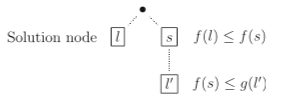 Solution node l s f(l) ≤ f(s)
l′ f(s) ≤ g(l′)